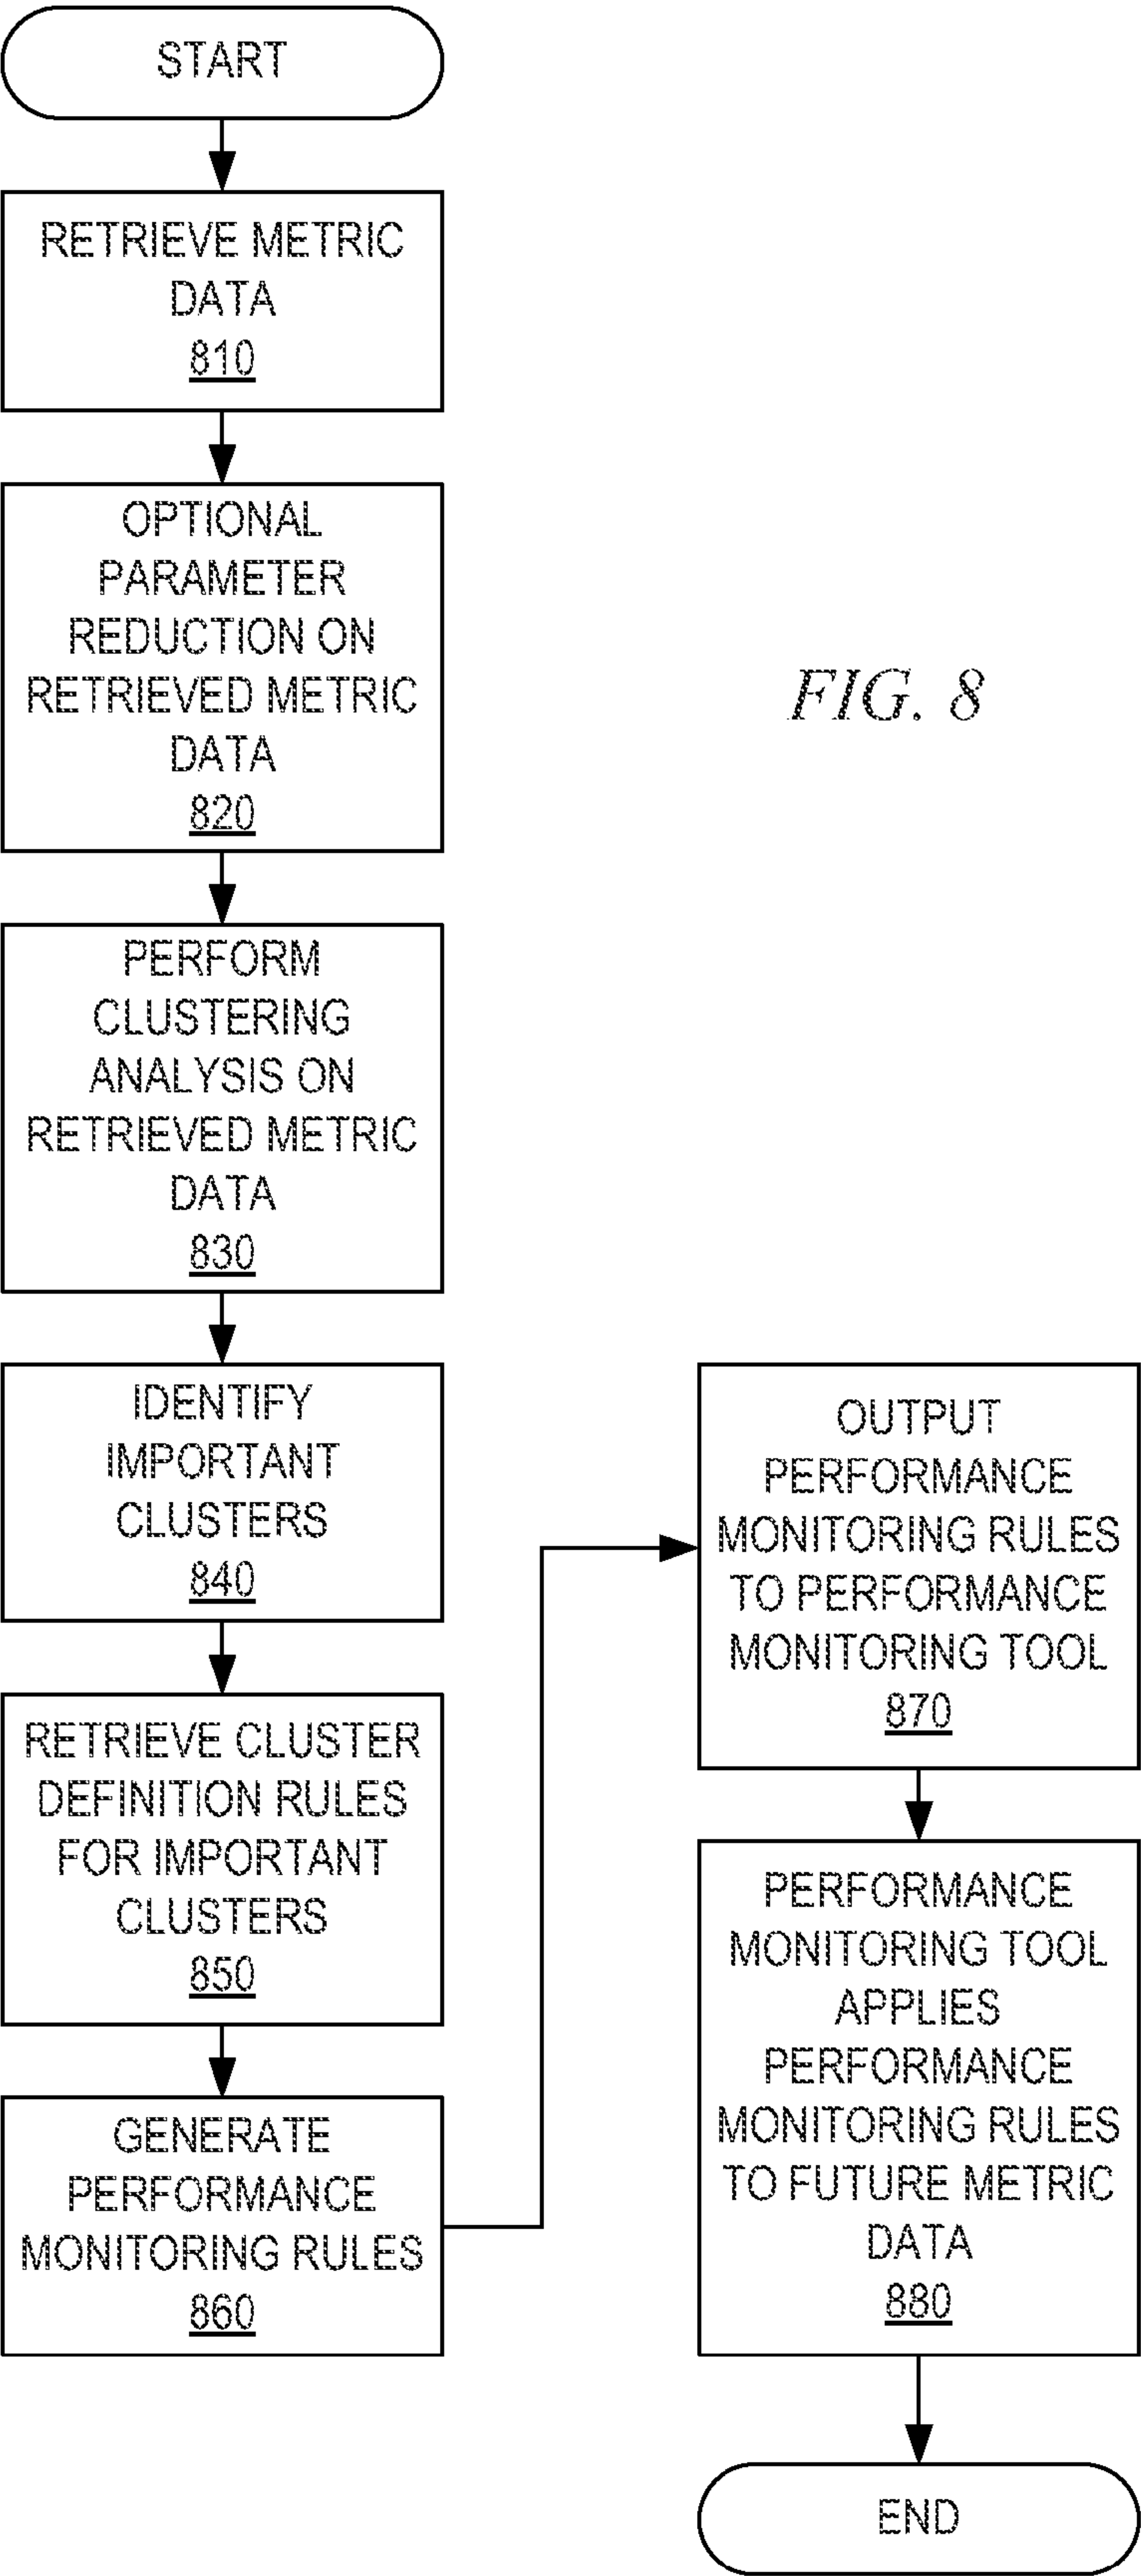 START
RETRIEVE METRIC
DATA
810
OPTIONAL
PARAMETER
REDUCTION ON
RETRIEVED METRIC
DATA
820
FIG. 8
PERFORM
CLUSTERING
ANALYSIS ON
RETRIEVED METRIC
DATA
830
IDENTIFY
IMPORTANT
CLUSTERS
840
RETRIEVE CLUSTER
DEFINITION RULES
FOR IMPORTANT
CLUSTERS
850
GENERATE
PERFORMANCE
MONITORING RULES
860
OUTPUT
PERFORMANCE
MONITORING RULES
TO PERFORMANCE
MONITORING TOOL
870
PERFORMANCE
MONITORING TOOL
APPLIES
PERFORMANCE
MONITORING RULES
TO FUTURE METRIC
DATA
880
END